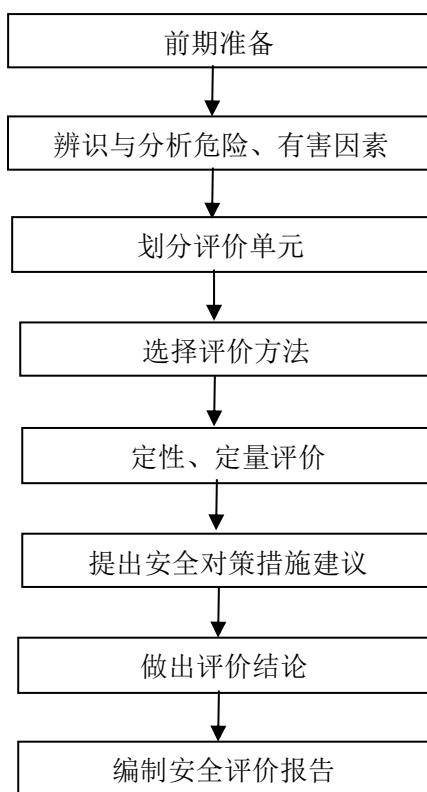 前期准备
辨识与分析危险、有害因素
划分评价单元
选择评价方法
定性、定量评价
提出安全对策措施建议
做出评价结论
编制安全评价报告